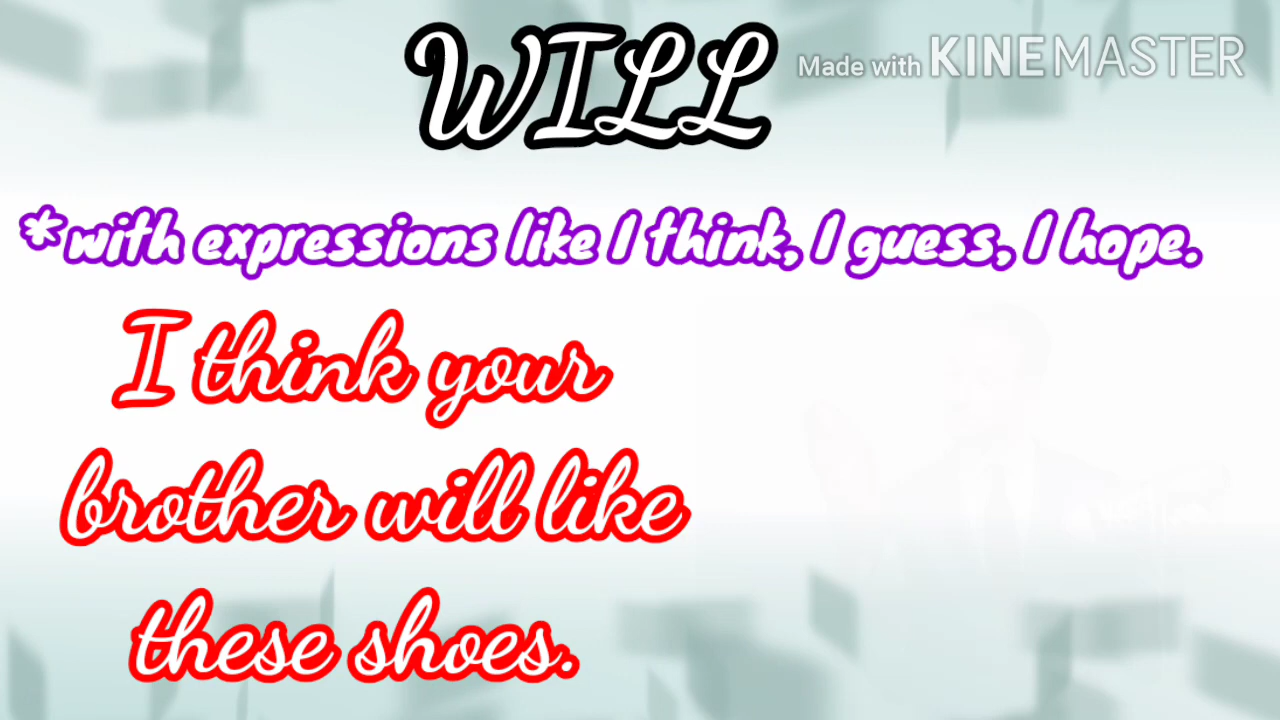 WILL
Made with KINEMASTER
*with expressions like I think, I guess, I hope.
I think your
brother will like
these shoes.